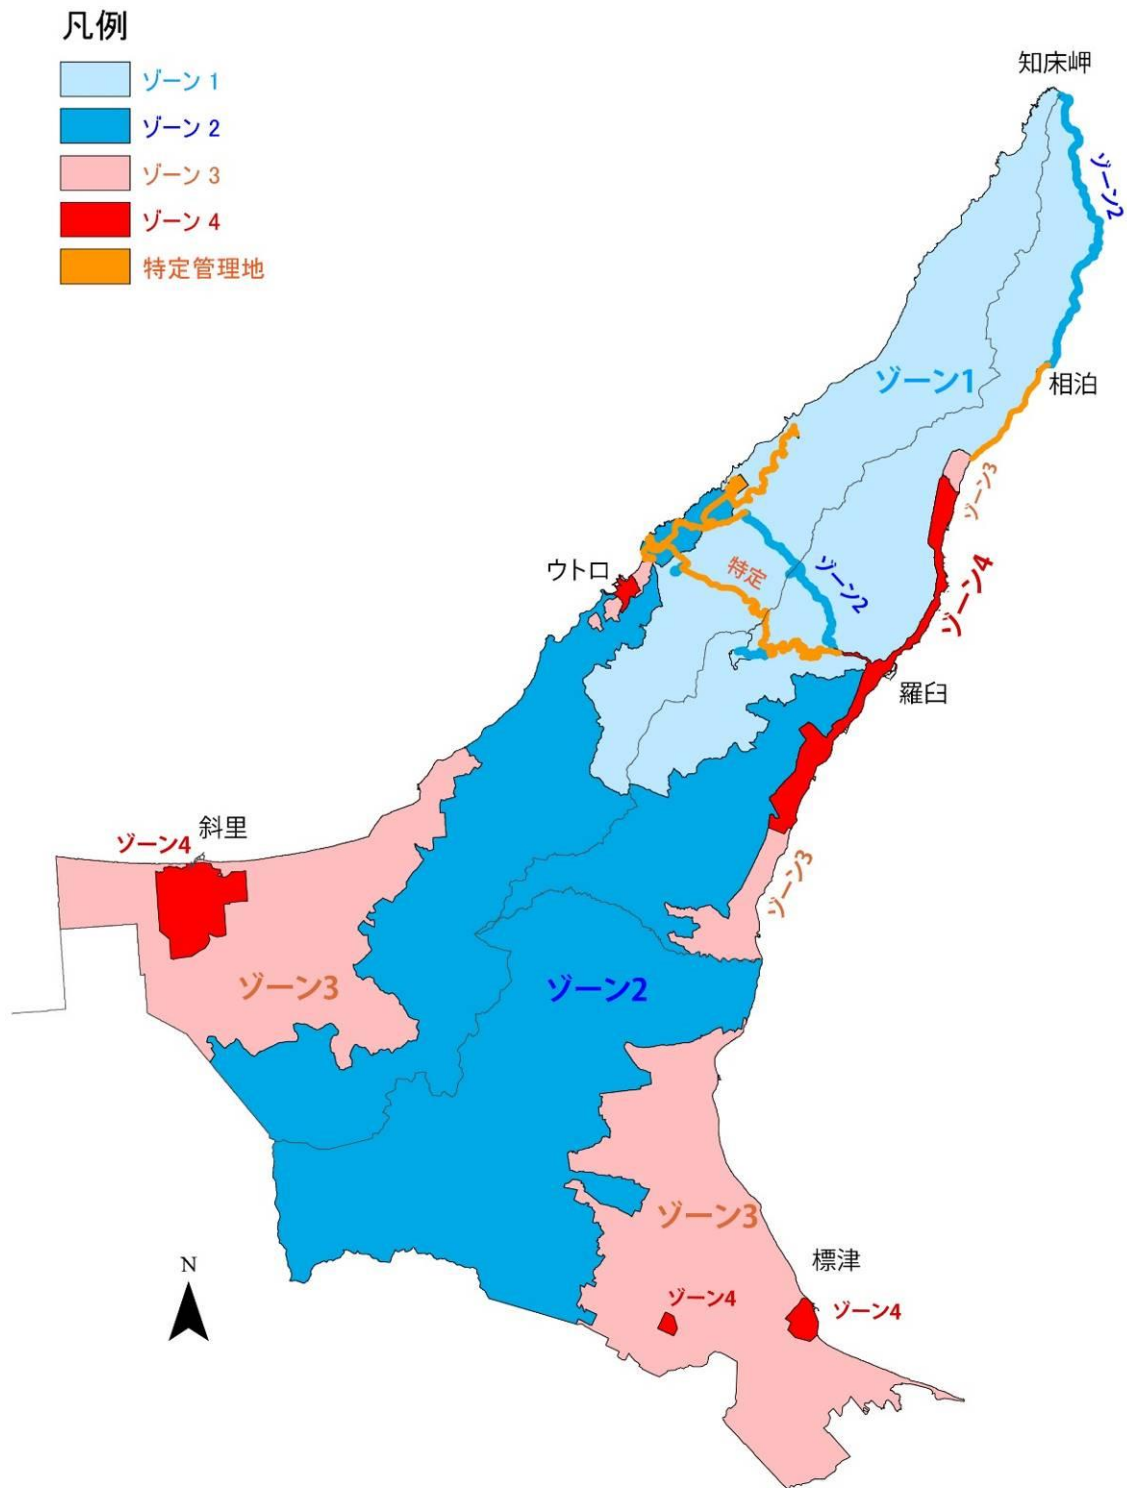 凡例
ゾーン 1
ゾーン 2
ゾーン 3
ゾーン 4
特定管理地
知床岬
ゾーン2
ゾーン1
相泊
ゾーン3
ウトロ
特定
ゾーン2
ゾーン4
羅臼
ゾーン4
斜里
ゾーン3
ゾーン3
ゾーン2
ゾーン3
標津
N
ゾーン4
ゾーン4